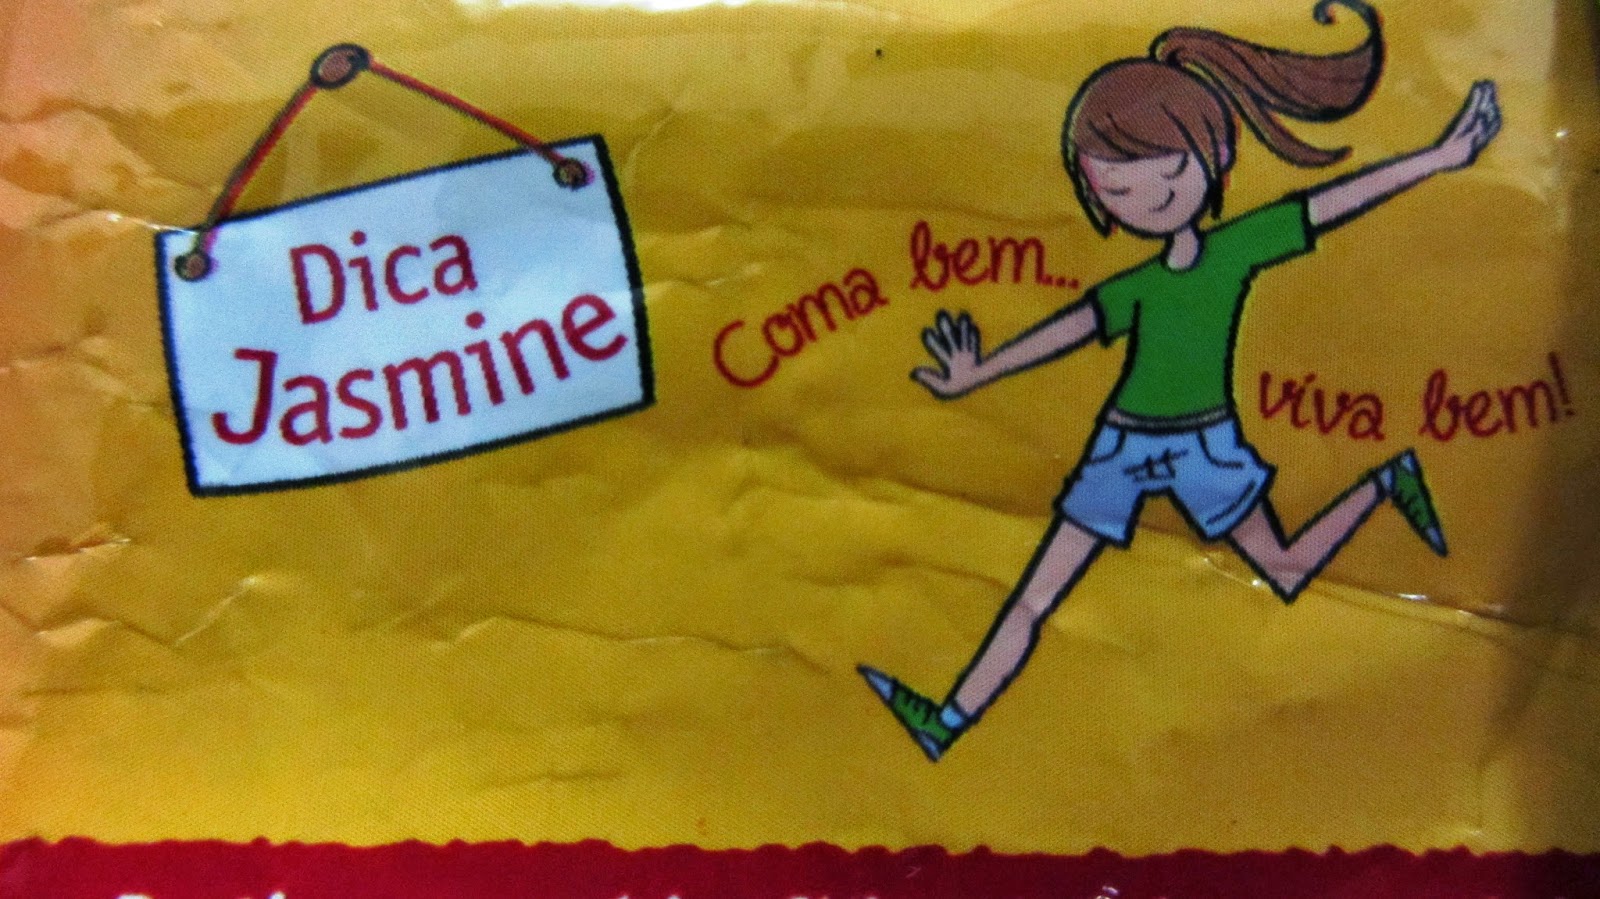 Dica
Jasmine
Coma bem...
viva bem!